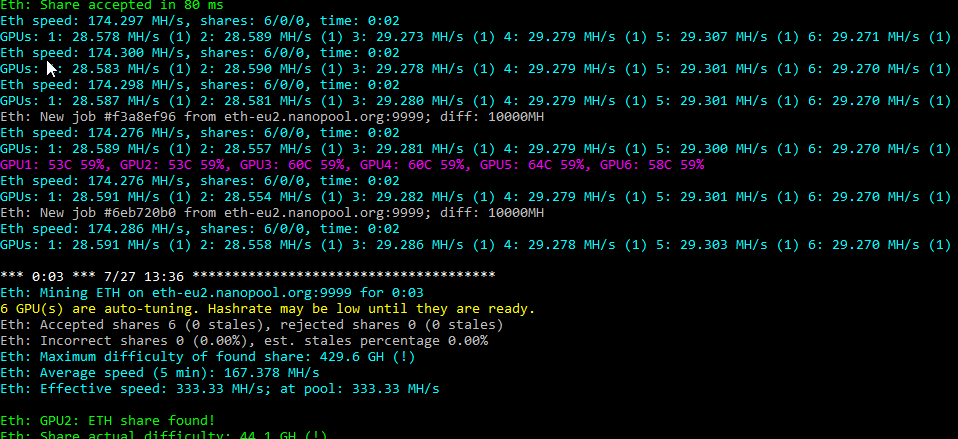 Eth: Share accepted in 80 ms
Eth speed: 174.297 MH/s, shares: 6/0/0, time: 0:02
GPUs: 1: 28.578 MH/s (1) 2: 28.589 MH/s (1) 3: 29.273 MH/s (1) 4: 29.279 MH/s (1) 5: 29.307 MH/s (1) 6: 29.271 MH/s (1)
Eth speed: 174.300 MH/s, shares: 6/0/0, time: 0:02
GPUs: 1: 28.583 MH/s (1) 2: 28.590 MH/s (1) 3: 29.278 MH/s (1) 4: 29.279 MH/s (1) 5: 29.301 MH/s (1) 6: 29.270 MH/s (1)
Eth speed: 174.298 MH/s, shares: 6/0/0, time: 0:02
GPUs: 1: 28.587 MH/s (1) 2: 28.581 MH/s (1) 3: 29.280 MH/s (1) 4: 29.279 MH/s (1) 5: 29.301 MH/s (1) 6: 29.270 MH/s (1)
Eth: New job #f3a8ef96 from eth-eu2.nanopool.org:9999; diff: 10000MH
Eth speed: 174.276 MH/s, shares: 6/0/0, time: 0:02
GPUs: 1: 28.589 MH/s (1) 2: 28.557 MH/s (1) 3: 29.281 MH/s (1) 4: 29.279 MH/s (1) 5: 29.300 MH/s (1) 6: 29.270 MH/s (1)
GPU1: 53C 59%, GPU2: 53C 59%, GPU3: 60C 59%, GPU4: 60C 59%, GPU5: 64C 59%, GPU6: 58C 59%
Eth speed: 174.276 MH/s, shares: 6/0/0, time: 0:02
GPUs: 1: 28.591 MH/s (1) 2: 28.554 MH/s (1) 3: 29.282 MH/s (1) 4: 29.279 MH/s (1) 5: 29.301 MH/s (1) 6: 29.270 MH/s (1)
Eth: New job #6eb720b0 from eth-eu2.nanopool.org:9999; diff: 10000MH
Eth speed: 174.286 MH/s, shares: 6/0/0, time: 0:02
GPUs: 1: 28.591 MH/s (1) 2: 28.558 MH/s (1) 3: 29.286 MH/s (1) 4: 29.278 MH/s (1) 5: 29.303 MH/s (1) 6: 29.270 MH/s (1)
*** 0:03 *** 7/27 13:36 **************************************
Eth: Mining ETH on eth-eu2.nanopool.org:9999 for 0:03
6 GPU(s) are auto-tuning. Hashrate may be low until they are ready.
Eth: Accepted shares 6 (0 stales), rejected shares 0 (0 stales)
Eth: Incorrect shares 0 (0.00%), est. stales percentage 0.00%
Eth: Maximum difficulty of found share: 429.6 GH (!)
Eth: Average speed (5 min): 167.378 MH/s
Eth: Effective speed: 333.33 MH/s; at pool: 333.33 MH/s
Eth: GPU2: ETH share found!
Eth: Share actual difficulty: 44.1 GH (!)